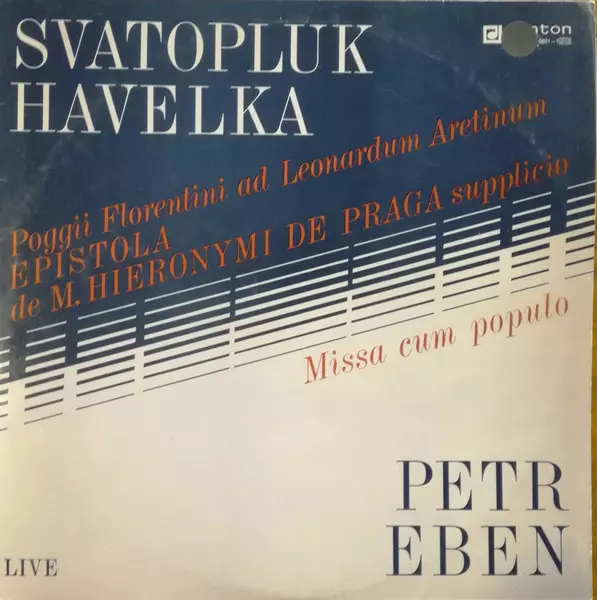 SVATOPLUK
HAVELKA
Poggii Florentini ad Leonardum Aretinum
EPISTOLA
de M. HIERONYMI DE PRAGA supplicio
Missa cum populo
PETR
EBEN
LIVE